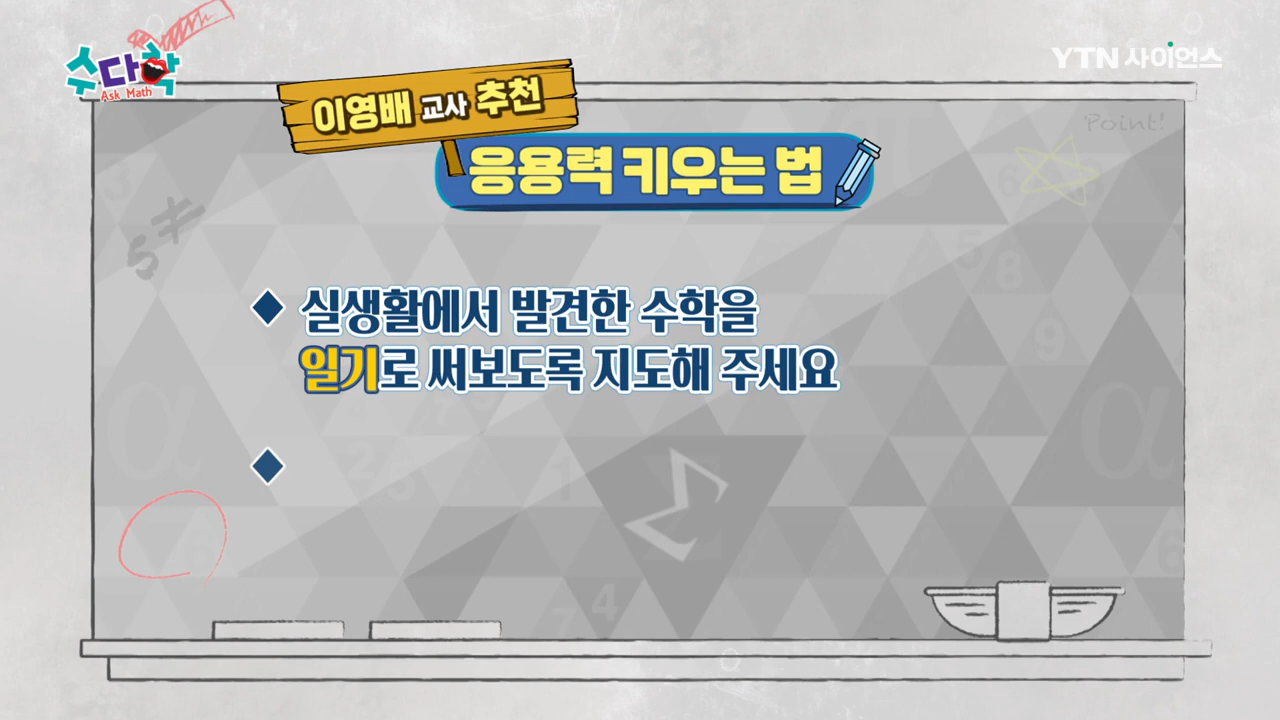 수다학
Ask Math
YTN 사이언스
이영배 교사 추천
응용력 키우는 법
Point!
실생활에서 발견한 수학을
일기로 써보도록 지도해 주세요
5 ≠
α
α
Σ